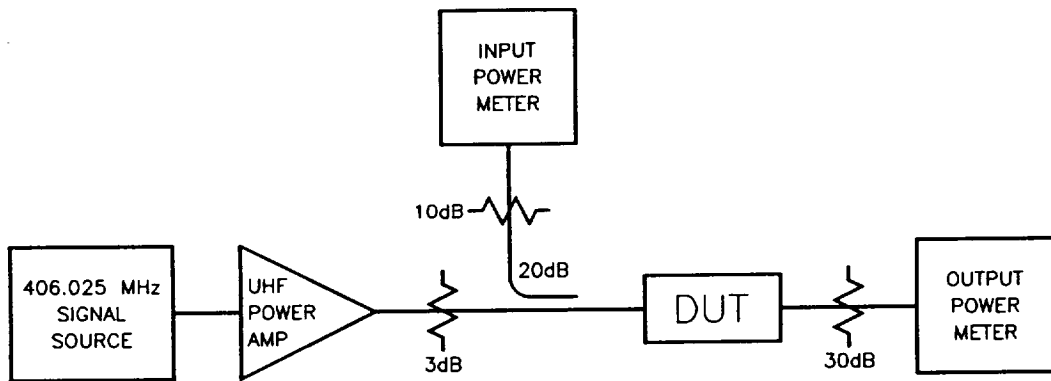 INPUT
POWER
METER
10dB
20dB
406.025 MHz
SIGNAL
SOURCE
UHF
POWER
AMP
3dB
DUT
30dB
OUTPUT
POWER
METER